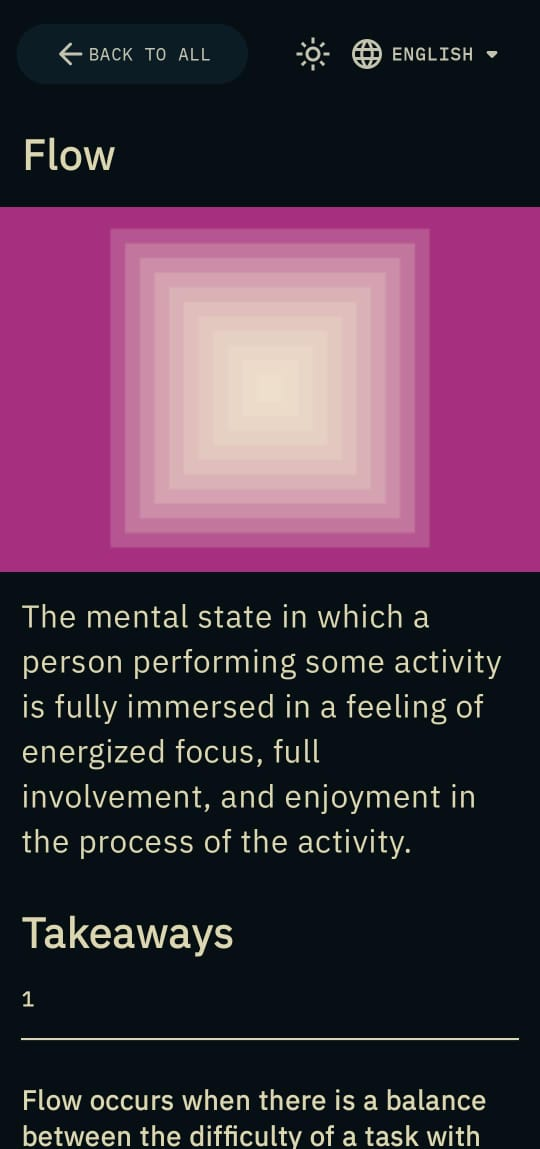 BACK TO ALL
ENGLISH
Flow
The mental state in which a
person performing some activity
is fully immersed in a feeling of
energized focus, full
involvement, and enjoyment in
the process of the activity.
Takeaways
1
Flow occurs when there is a balance
between the difficulty of a task with